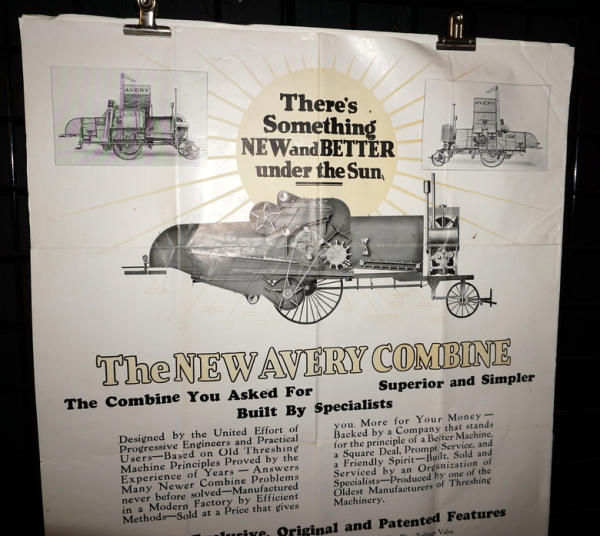 AVERY
AVERY
There's
Something
NEW and BETTER
under the Sun
The NEW AVERY COMBINE
The Combine You Asked For
Superior and Simpler
Built By Specialists
Designed by the United Effort of
Progressive Engineers and Practical
Users—Based on Old Threshing
Machine Principles Proved by the
Experience of Years — Answers
Many Newer Combine Problems
never before solved—Manufactured
in a Modern Factory by Efficient
Methods—Sold at a Price that gives
you, More for Your Money—
Backed by a Company that stands
for the principle of a Better Machine,
a Square Deal, Prompt Service, and
a Friendly Spirit—Built, Sold and
Serviced by an Organization of
Specialists—Produced by one of the
Oldest Manufacturers of Threshing
Machinery.
Exclusive, Original and Patented Features